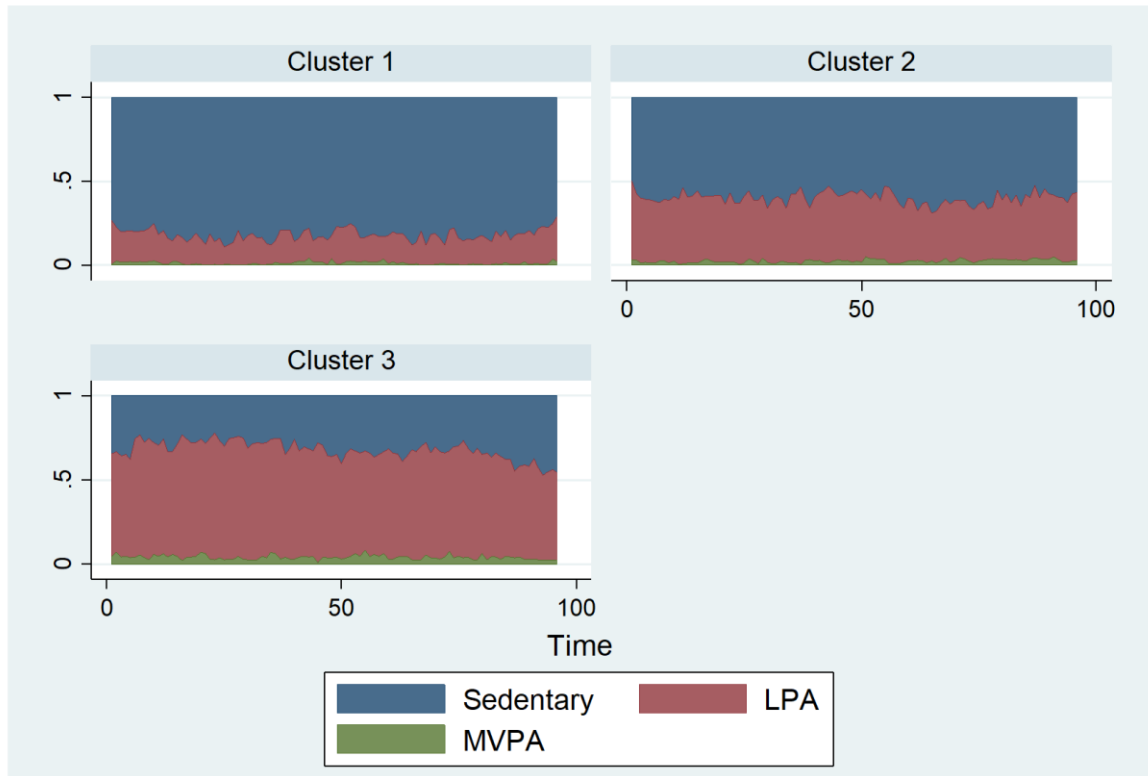 Cluster 1
Cluster 2
1
.5
0
0 50 100
Cluster 3
1
.5
0
0 50 100
Time
Sedentary LPA
MVPA